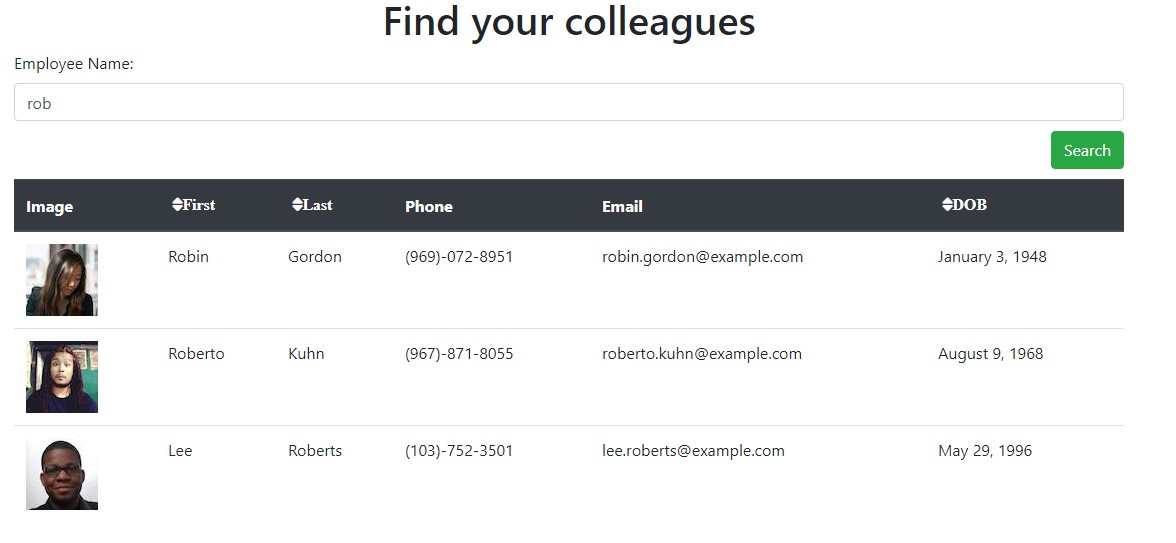 Find your colleagues
Employee Name:
rob
Search
Image First Last Phone Email DOB
Robin Gordon (969)-072-8951 robin.gordon@example.com January 3, 1948
Roberto Kuhn (967)-871-8055 roberto.kuhn@example.com August 9, 1968
Lee Roberts (103)-752-3501 lee.roberts@example.com May 29, 1996